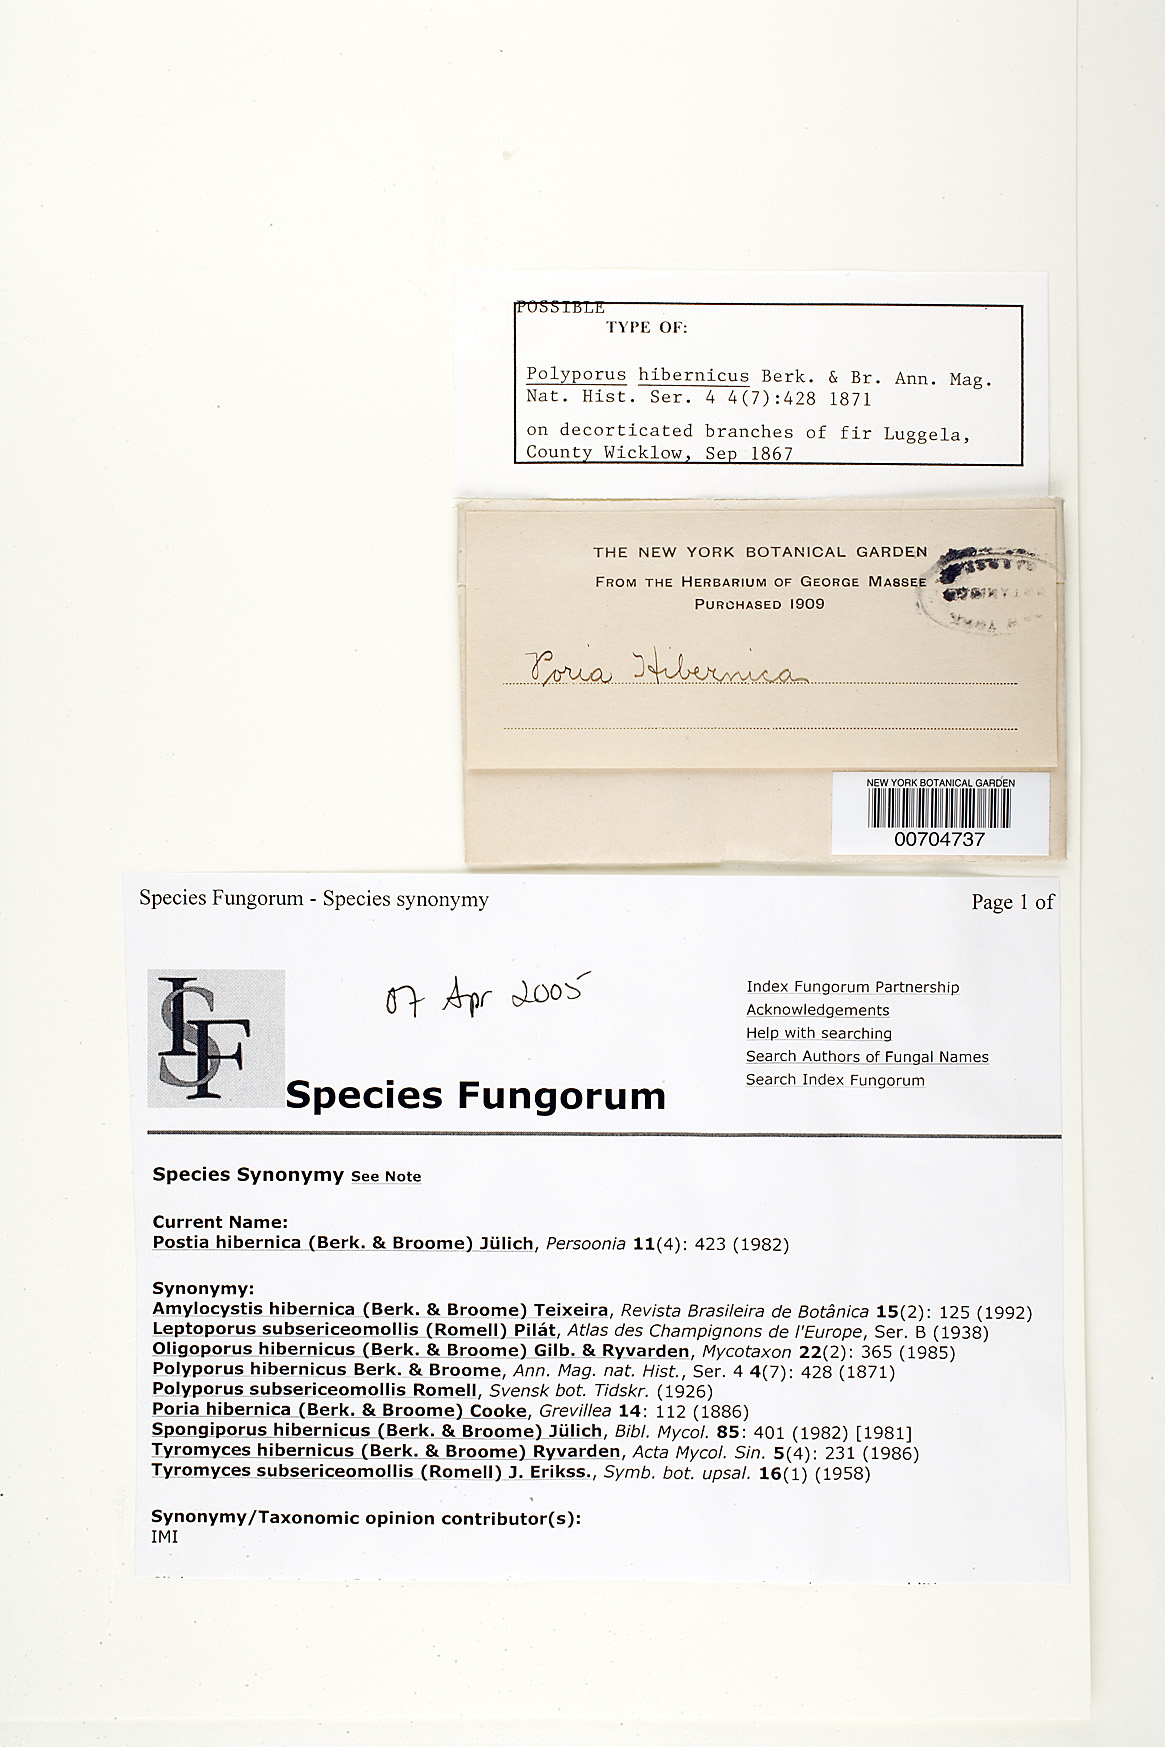 POSSIBLE
TYPE OF:
Polyporus hibernicus Berk. & Br. Ann. Mag.
Nat. Hist. Ser. 4 4(7):428 1871
on decorticated branches of fir Luggela,
County Wicklow, Sep 1867
THE NEW YORK BOTANICAL GARDEN
FROM THE HERBARIUM OF GEORGE MASSEE
PURCHASED 1909
Poria Hibernica
NEW YORK BOTANICAL GARDEN
00704737
Species Fungorum - Species synonymy
Page 1 of
ISF
07 Apr 2005
Index Fungorum Partnership
Acknowledgements
Help with searching
Search Authors of Fungal Names
Search Index Fungorum
Species Fungorum
Species Synonymy See Note
Current Name:
Postia hibernica (Berk. & Broome) Jülich, Persoonia 11(4): 423 (1982)
Synonymy:
Amylocystis hibernica (Berk. & Broome) Teixeira, Revista Brasileira de Botânica 15(2): 125 (1992)
Leptoporus subsericeomollis (Romell) Pilát, Atlas des Champignons de l'Europe, Ser. B (1938)
Oligoporus hibernicus (Berk. & Broome) Gilb. & Ryvarden, Mycotaxon 22(2): 365 (1985)
Polyporus hibernicus Berk. & Broome, Ann. Mag. nat. Hist., Ser. 4 4(7): 428 (1871)
Polyporus subsericeomollis Romell, Svensk bot. Tidskr. (1926)
Poria hibernica (Berk. & Broome) Cooke, Grevillea 14: 112 (1886)
Spongiporus hibernicus (Berk. & Broome) Jülich, Bibl. Mycol. 85: 401 (1982) [1981]
Tyromyces hibernicus (Berk. & Broome) Ryvarden, Acta Mycol. Sin. 5(4): 231 (1986)
Tyromyces subsericeomollis (Romell) J. Erikss., Symb. bot. upsal. 16(1) (1958)
Synonymy/Taxonomic opinion contributor(s):
IMI